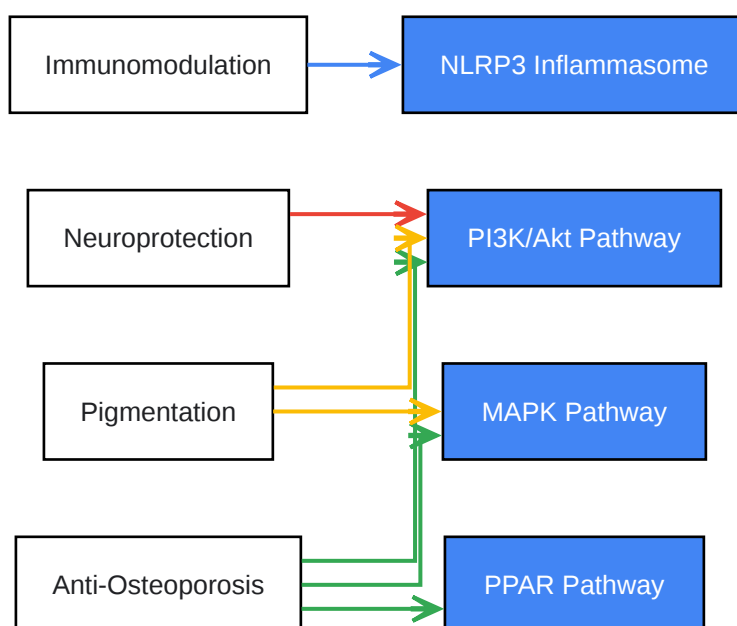 Immunomodulation
NLRP3 Inflammasome
Neuroprotection
PI3K/Akt Pathway
Pigmentation
MAPK Pathway
Anti-Osteoporosis
PPAR Pathway